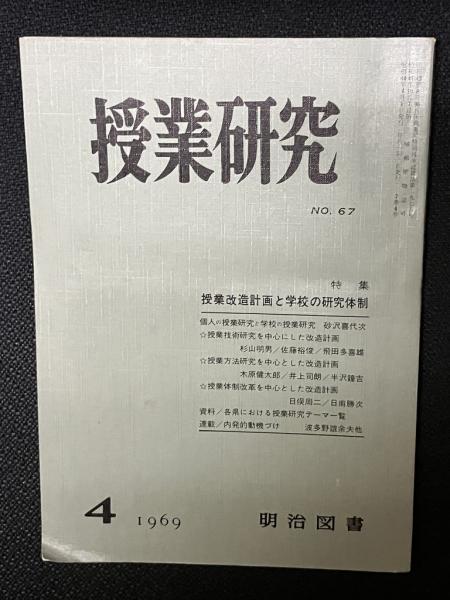 授業研究
NO. 67
特集
授業改造計画と学校の研究体制
個人の授業研究と学校の授業研究 砂沢喜代次
☆授業技術研究を中心にした改造計画
杉山明男/佐藤裕俊/飛田多喜雄
☆授業方法研究を中心とした改造計画
木原健太郎/井上司朗/半沢鐘吉
☆授業体制改革を中心とした改造計画
日俣周二/日南勝次
資料/各県における授業研究テーマ一覧
連載/内発的動機づけ 波多野誼余夫他
4 1969 明治図書